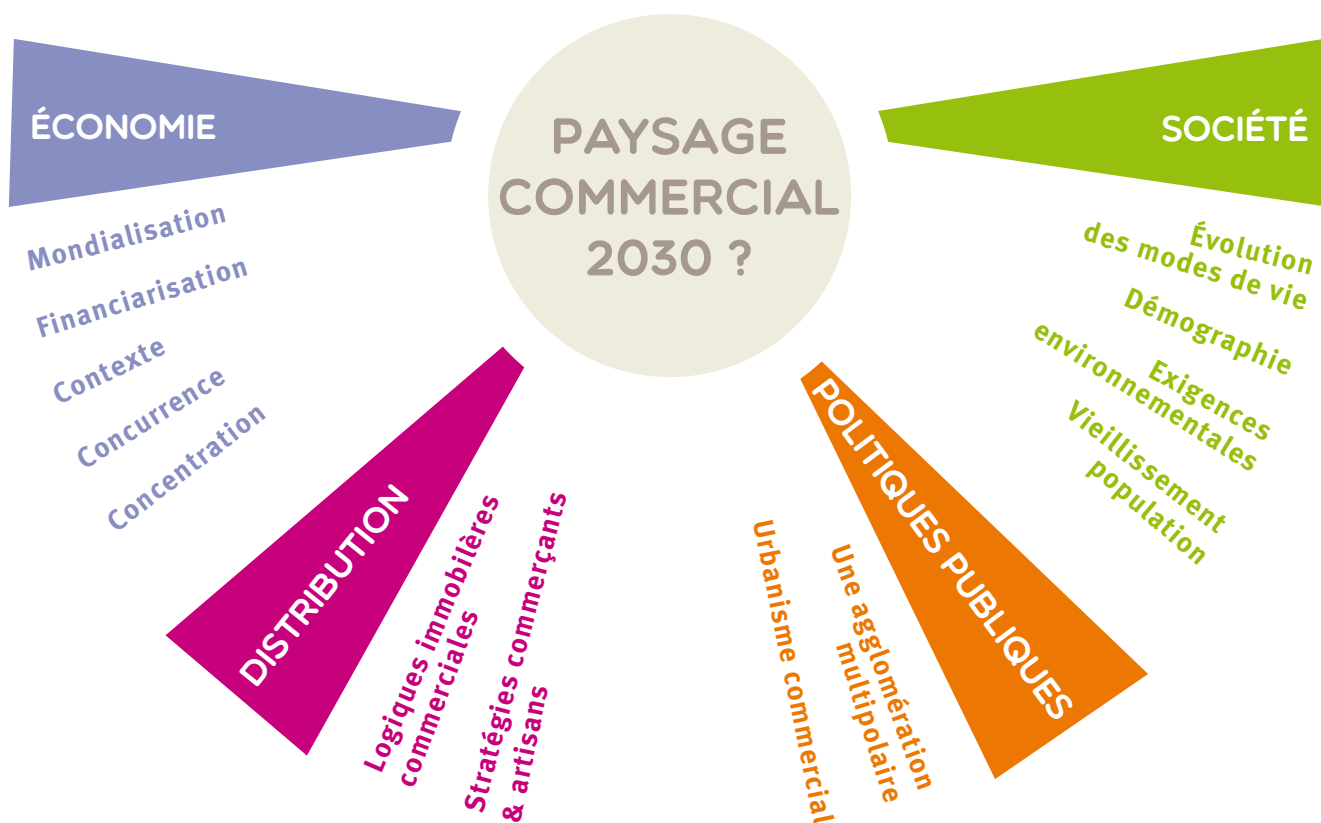 PAYSAGE
COMMERCIAL
2030 ?
ÉCONOMIE
Mondialisation
Financiarisation
Contexte
Concurrence
Concentration
DISTRIBUTION
Logiques immobilères
commerciales
Stratégies commerçants
& artisans
POLITIQUES PUBLIQUES
Urbanisme commercial
Une agglomération
multipolaire
SOCIÉTÉ
Évolution
des modes de vie
Démographie
Exigences
environnementales
Vieillissement
population